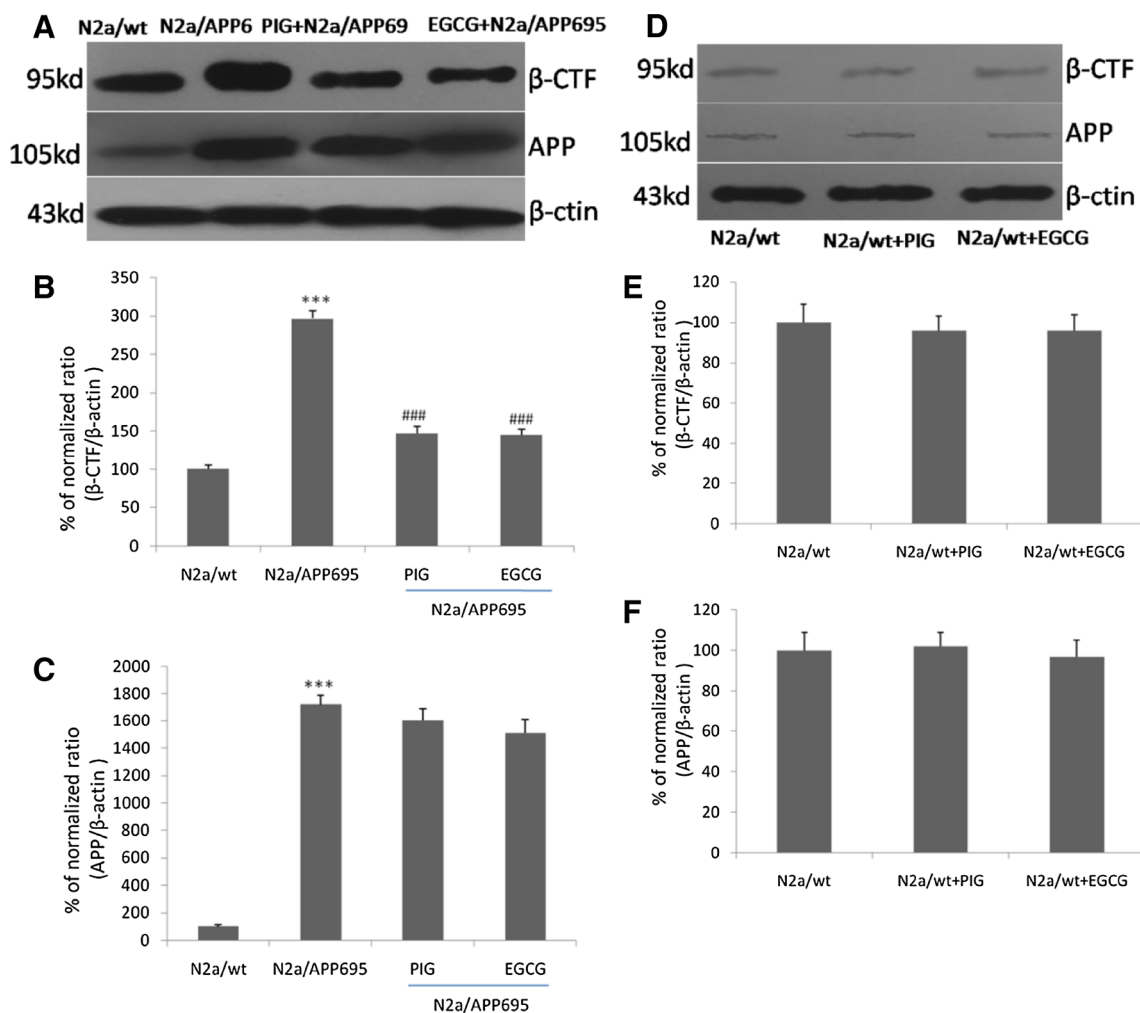 A
N2a/wt N2a/APP6 PIG+N2a/APP69 EGCG+N2a/APP695
95kd β-CTF
105kd APP
43kd β-ctin
D
95kd β-CTF
105kd APP
43kd β-ctin
N2a/wt N2a/wt+PIG N2a/wt+EGCG
B
% of normalized ratio
(β-CTF/β-actin )
350
300
250
200
150
100
50
0
***
###
###
N2a/wt N2a/APP695 PIG EGCG
N2a/APP695
E
% of normalized ratio
(β-CTF/β-actin )
120
100
80
60
40
20
0
N2a/wt N2a/wt+PIG N2a/wt+EGCG
C
% of normalized ratio
(APP/β-actin )
2000
1800
1600
1400
1200
1000
800
600
400
200
0
***
N2a/wt N2a/APP695 PIG EGCG
N2a/APP695
F
% of normalized ratio
(APP/β-actin )
120
100
80
60
40
20
0
N2a/wt N2a/wt+PIG N2a/wt+EGCG